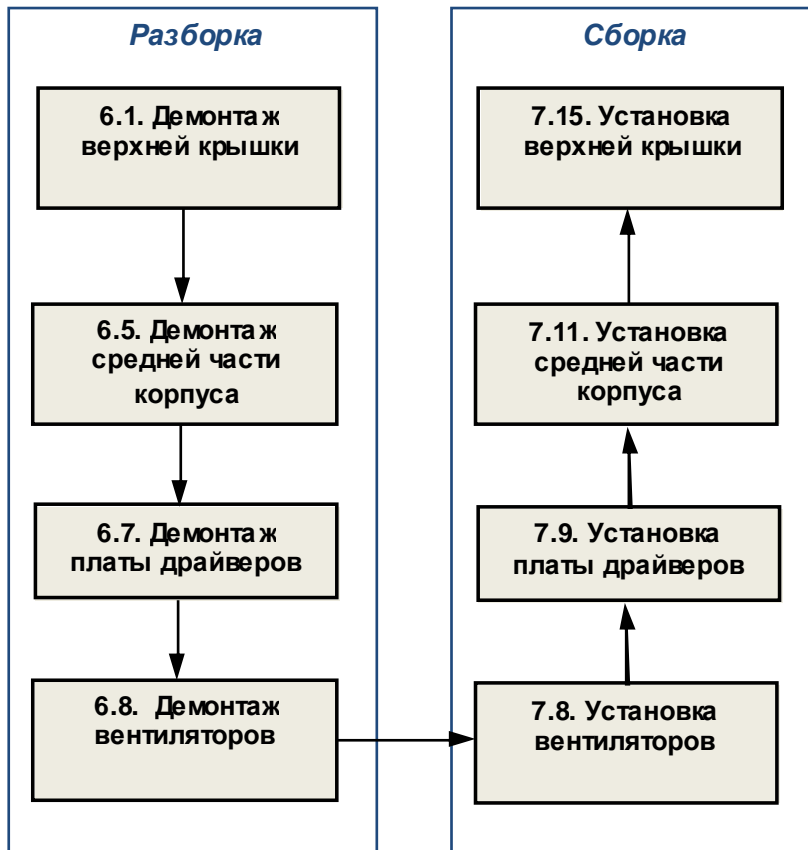 Разборка
6.1. Демонтаж
верхней крышки
6.5. Демонтаж
средней части
корпуса
6.7. Демонтаж
платы драйверов
6.8. Демонтаж
вентиляторов
Сборка
7.15. Установка
верхней крышки
7.11. Установка
средней части
корпуса
7.9. Установка
платы драйверов
7.8. Установка
вентиляторов